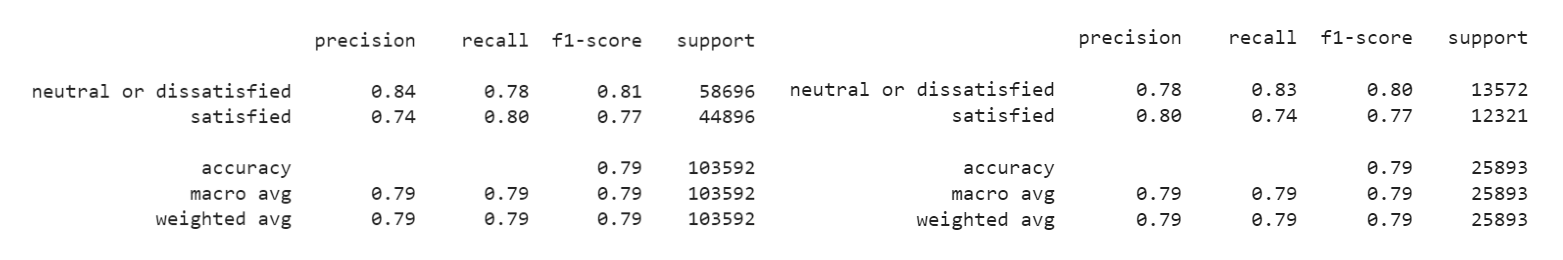 precision recall f1-score support
neutral or dissatisfied 0.84 0.78 0.81 58696
satisfied 0.74 0.80 0.77 44896
accuracy 0.79 103592
macro avg 0.79 0.79 0.79 103592
weighted avg 0.79 0.79 0.79 103592
precision recall f1-score support
neutral or dissatisfied 0.78 0.83 0.80 13572
satisfied 0.80 0.74 0.77 12321
accuracy 0.79 25893
macro avg 0.79 0.79 0.79 25893
weighted avg 0.79 0.79 0.79 25893